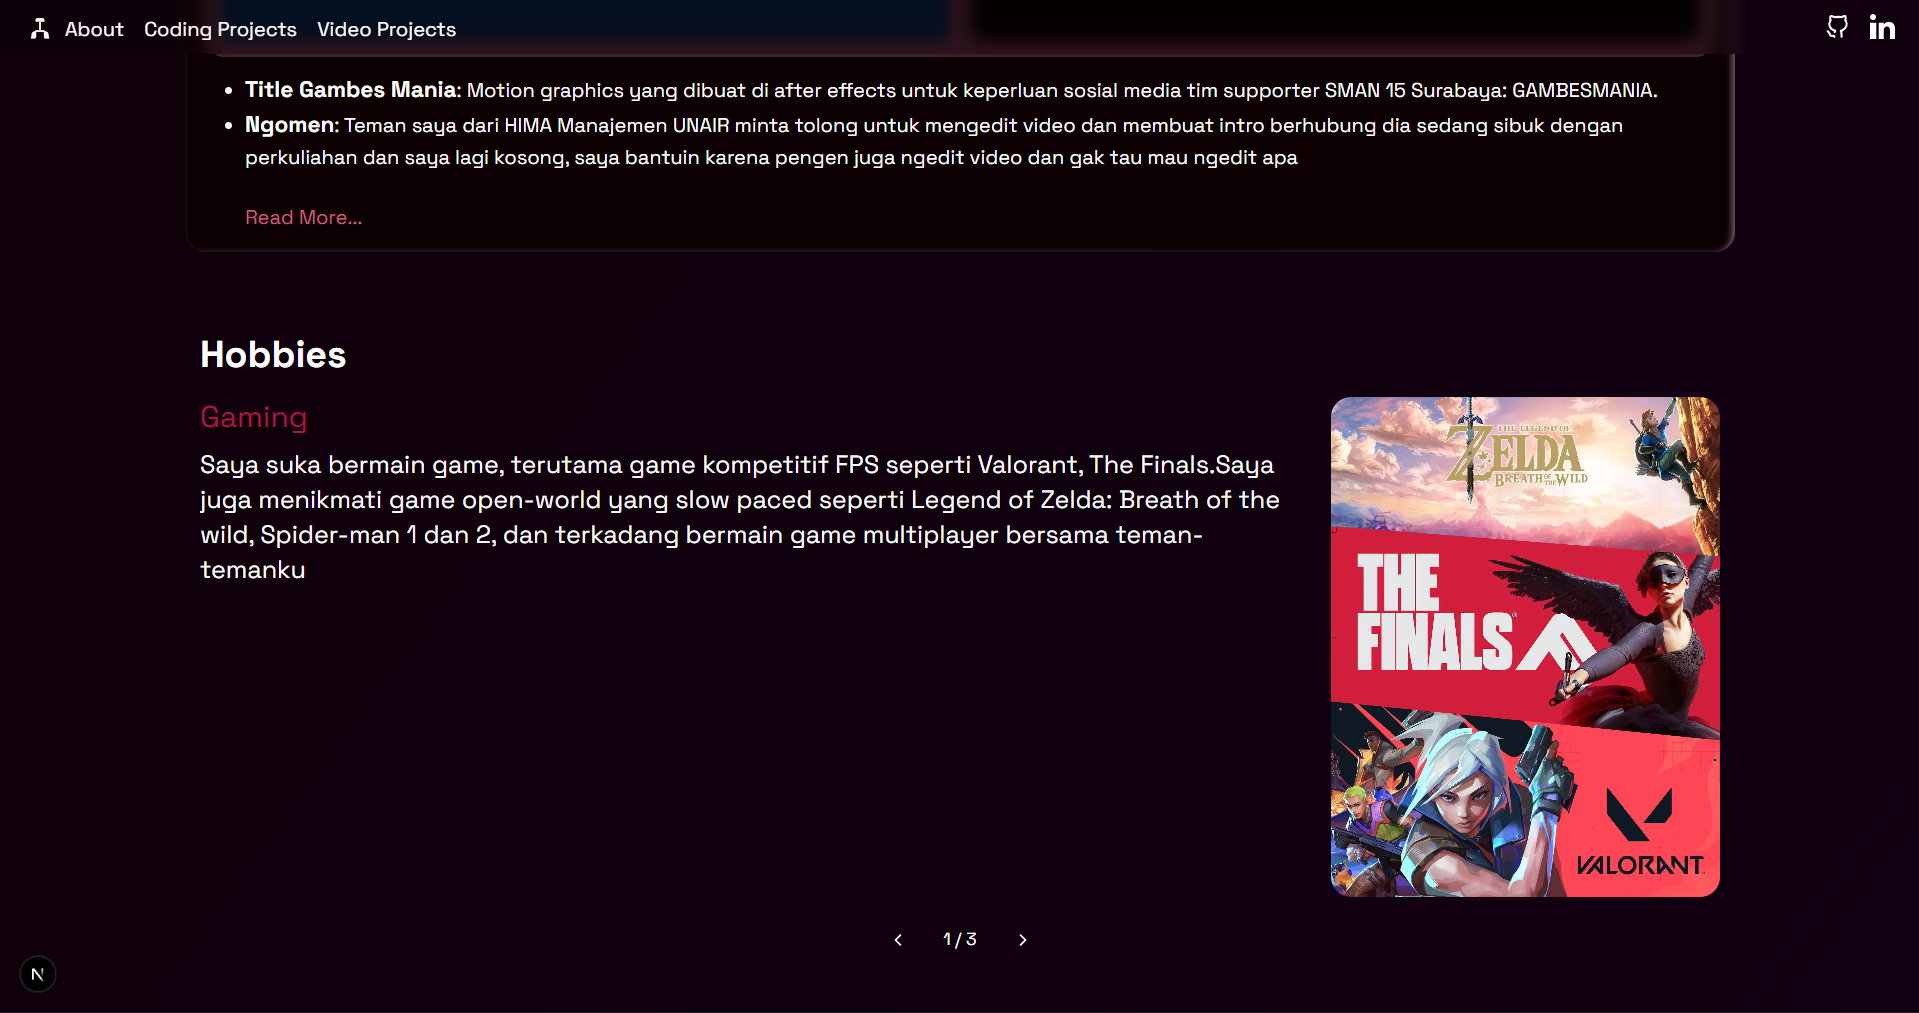 About Coding Projects Video Projects
in
Title Gambes Mania: Motion graphics yang dibuat di after effects untuk keperluan sosial media tim supporter SMAN 15 Surabaya: GAMBESMANIA.
Ngomen: Teman saya dari HIMA Manajemen UNAIR minta tolong untuk mengedit video dan membuat intro berhubung dia sedang sibuk dengan
perkuliahan dan saya lagi kosong, saya bantuin karena pengen juga ngedit video dan gak tau mau ngedit apa
Read More...
Hobbies
Gaming
Saya suka bermain game, terutama game kompetitif FPS seperti Valorant, The Finals.Saya
juga menikmati game open-world yang slow paced seperti Legend of Zelda: Breath of the
wild, Spider-man 1 dan 2, dan terkadang bermain game multiplayer bersama teman-
temanku
THE LEGEND OF
ZELDA
BREATH OF THE WILD
THE
FINALS
VALORANT
1 / 3
N